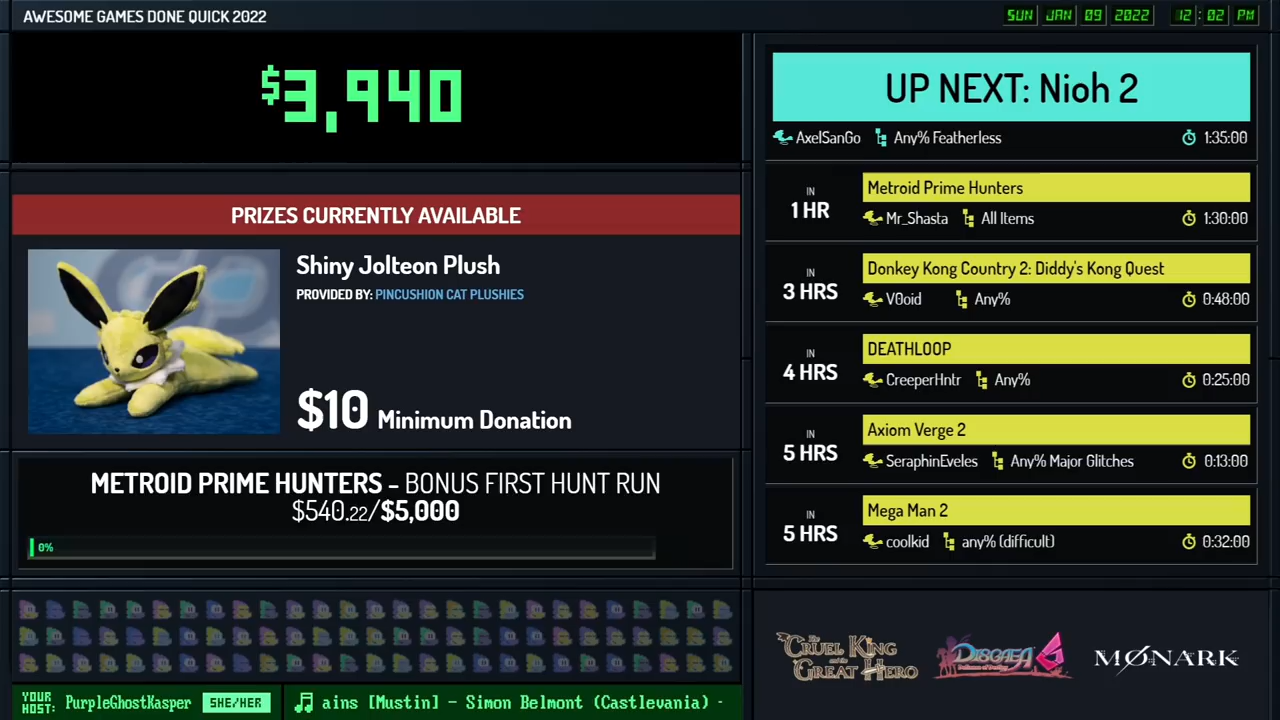 AWESOME GAMES DONE QUICK 2022
SUN JAN 09 2022 12:02 PM
$3,940
PRIZES CURRENTLY AVAILABLE
Shiny Jolteon Plush
PROVIDED BY: PINCUSHION CAT PLUSHIES
$10 Minimum Donation
METROID PRIME HUNTERS - BONUS FIRST HUNT RUN
$540.22/$5,000
0%
UP NEXT: Nioh 2
AxelSanGo Any% Featherless 1:35:00
IN 1 HR
Metroid Prime Hunters
Mr_Shasta All Items 1:30:00
IN 3 HRS
Donkey Kong Country 2: Diddy's Kong Quest
V0oid Any% 0:48:00
IN 4 HRS
DEATHLOOP
CreeperHntr Any% 0:25:00
IN 5 HRS
Axiom Verge 2
SeraphinEveles Any% Major Glitches 0:13:00
IN 5 HRS
Mega Man 2
coolkid any% (difficult) 0:32:00
The CRUEL KING and the GREAT HERO
DISGAEA 6
MONARK
YOUR HOST: PurpleGhostKasper SHE/HER
ains [Mustin] - Simon Belmont (Castlevania) -